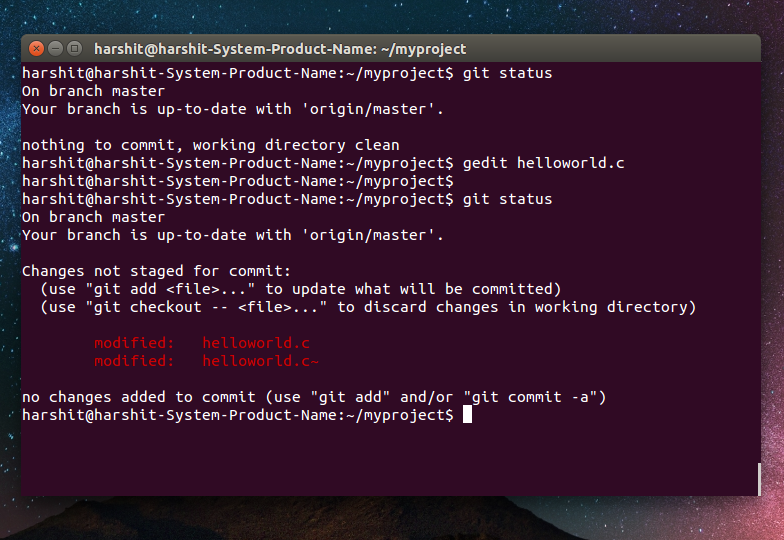 harshit@harshit-System-Product-Name: ~/myproject
harshit@harshit-System-Product-Name:~/myproject$ git status
On branch master
Your branch is up-to-date with 'origin/master'.
nothing to commit, working directory clean
harshit@harshit-System-Product-Name:~/myproject$ gedit helloworld.c
harshit@harshit-System-Product-Name:~/myproject$
harshit@harshit-System-Product-Name:~/myproject$ git status
On branch master
Your branch is up-to-date with 'origin/master'.
Changes not staged for commit:
  (use "git add <file>..." to update what will be committed)
  (use "git checkout -- <file>..." to discard changes in working directory)
        modified:   helloworld.c
        modified:   helloworld.c~
no changes added to commit (use "git add" and/or "git commit -a")
harshit@harshit-System-Product-Name:~/myproject$